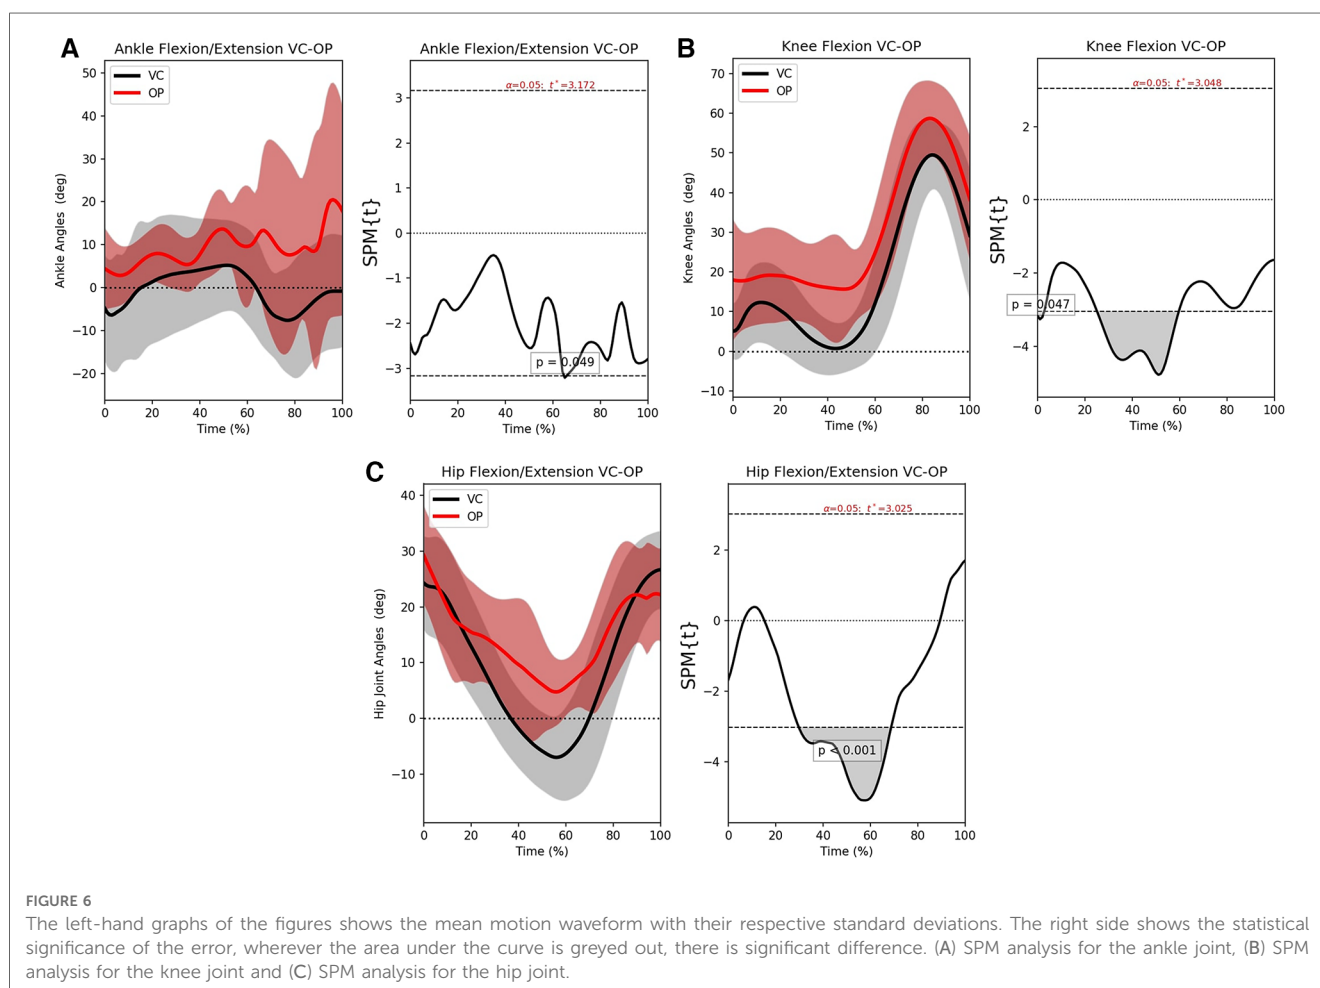 A
Ankle Flexion/Extension VC-OP
VC
OP
50
40
30
20
10
0
−10
−20
Ankle Angles (deg)
0 20 40 60 80 100
Time (%)
Ankle Flexion/Extension VC-OP
α=0.05: t*=3.172
3
2
1
0
−1
−2
−3
SPM{t}
p = 0.049
0 20 40 60 80 100
Time (%)
B
Knee Flexion VC-OP
VC
OP
70
60
50
40
30
20
10
0
−10
Knee Angles (deg)
0 20 40 60 80 100
Time (%)
Knee Flexion VC-OP
α=0.05: t*=3.048
2
0
−2
−4
SPM{t}
p = 0.047
0 20 40 60 80 100
Time (%)
C
Hip Flexion/Extension VC-OP
VC
OP
40
30
20
10
0
−10
Hip Joint Angles (deg)
0 20 40 60 80 100
Time (%)
Hip Flexion/Extension VC-OP
α=0.05: t*=3.025
2
0
−2
−4
SPM{t}
p < 0.001
0 20 40 60 80 100
Time (%)
FIGURE 6
The left-hand graphs of the figures shows the mean motion waveform with their respective standard deviations. The right side shows the statistical
significance of the error, wherever the area under the curve is greyed out, there is significant difference. (A) SPM analysis for the ankle joint, (B) SPM
analysis for the knee joint and (C) SPM analysis for the hip joint.